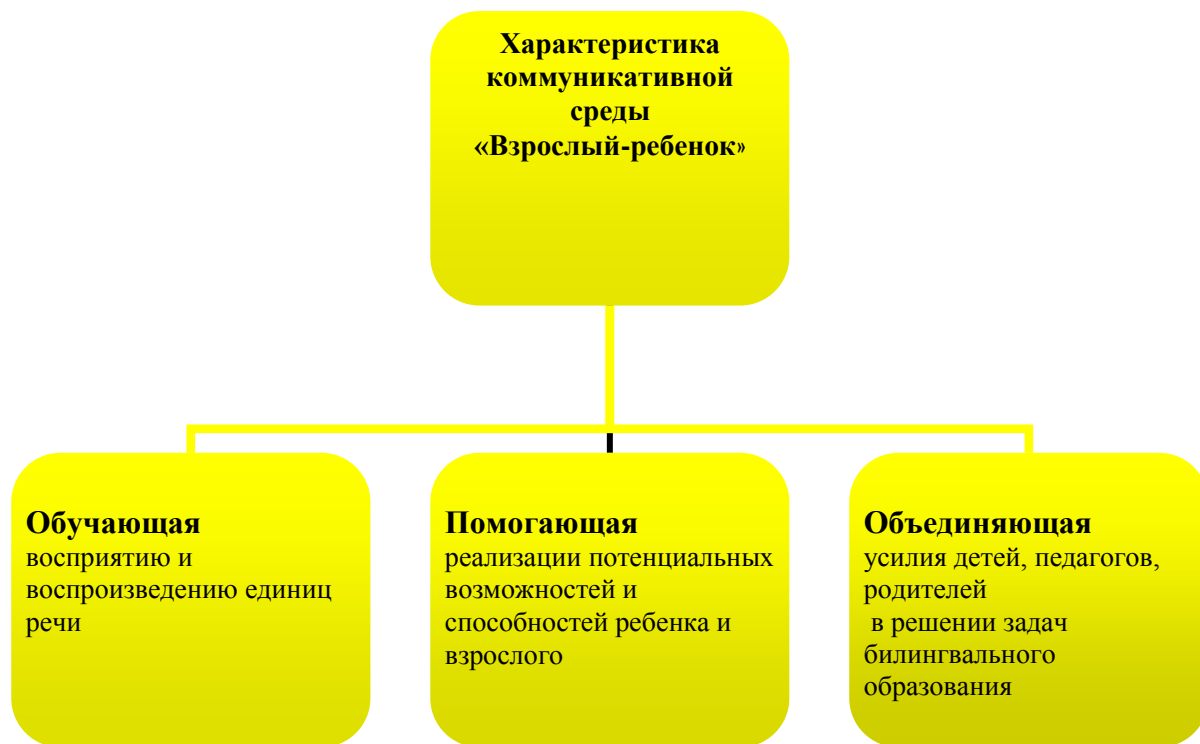 Характеристика
коммуникативной
среды
«Взрослый-ребенок»
Обучающая
восприятию и
воспроизведению единиц
речи
Помогающая
реализации потенциальных
возможностей и
способностей ребенка и
взрослого
Объединяющая
усилия детей, педагогов,
родителей
в решении задач
билингвального
образования